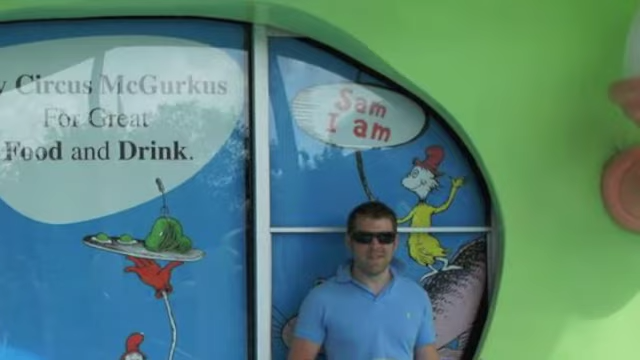 Circus McGurkus
For Great
Food and Drink.
Sam
I am